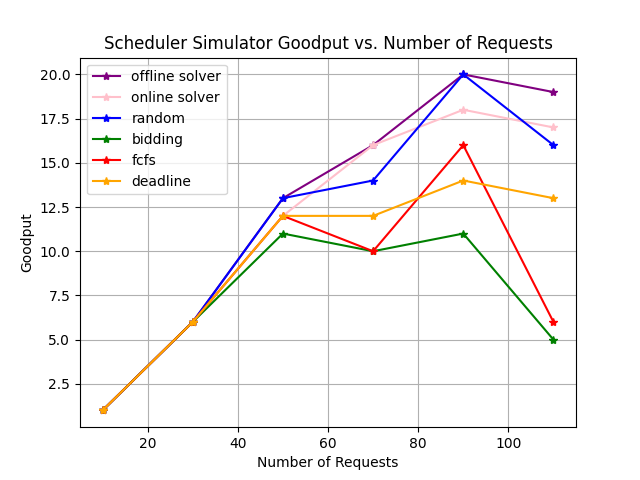 Scheduler Simulator Goodput vs. Number of Requests
offline solver
online solver
random
bidding
fcfs
deadline
20.0
17.5
15.0
12.5
10.0
7.5
5.0
2.5
Goodput
20 40 60 80 100
Number of Requests